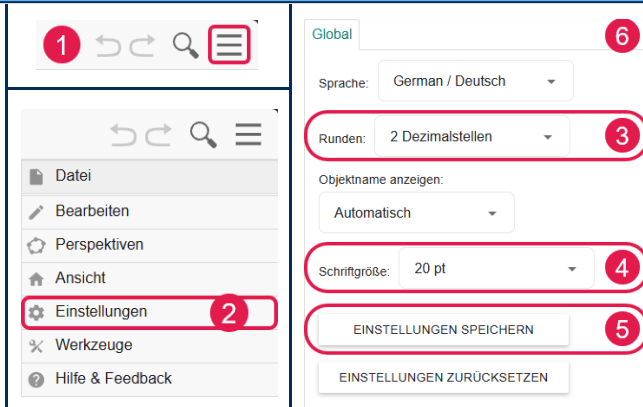 1
Datei
Bearbeiten
Perspektiven
Ansicht
Einstellungen 2
Werkzeuge
Hilfe & Feedback
Global 6
Sprache: German / Deutsch
Runden: 2 Dezimalstellen 3
Objektname anzeigen:
Automatisch
Schriftgröße: 20 pt 4
EINSTELLUNGEN SPEICHERN 5
EINSTELLUNGEN ZURÜCKSETZEN